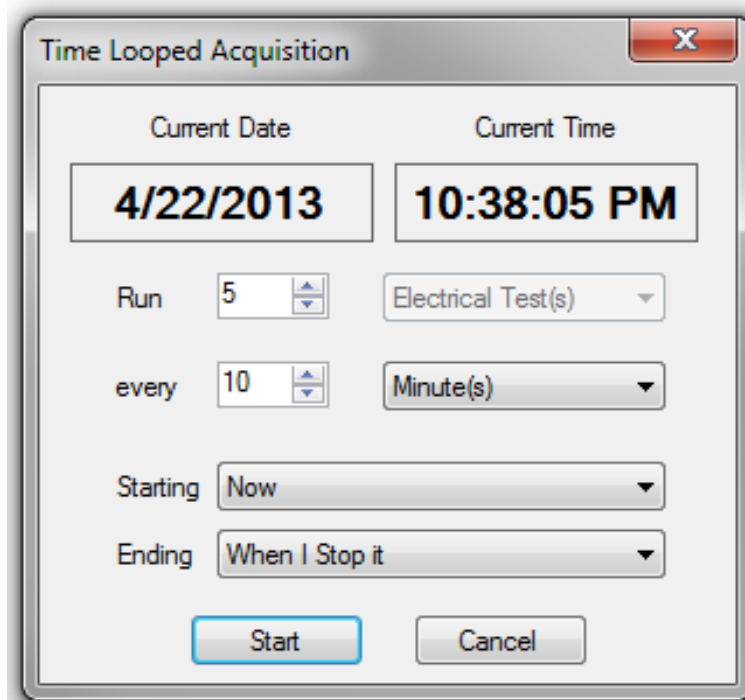 Time Looped Acquisition
Current Date Current Time
4/22/2013 10:38:05 PM
Run 5 Electrical Test(s)
every 10 Minute(s)
Starting Now
Ending When I Stop it
Start Cancel